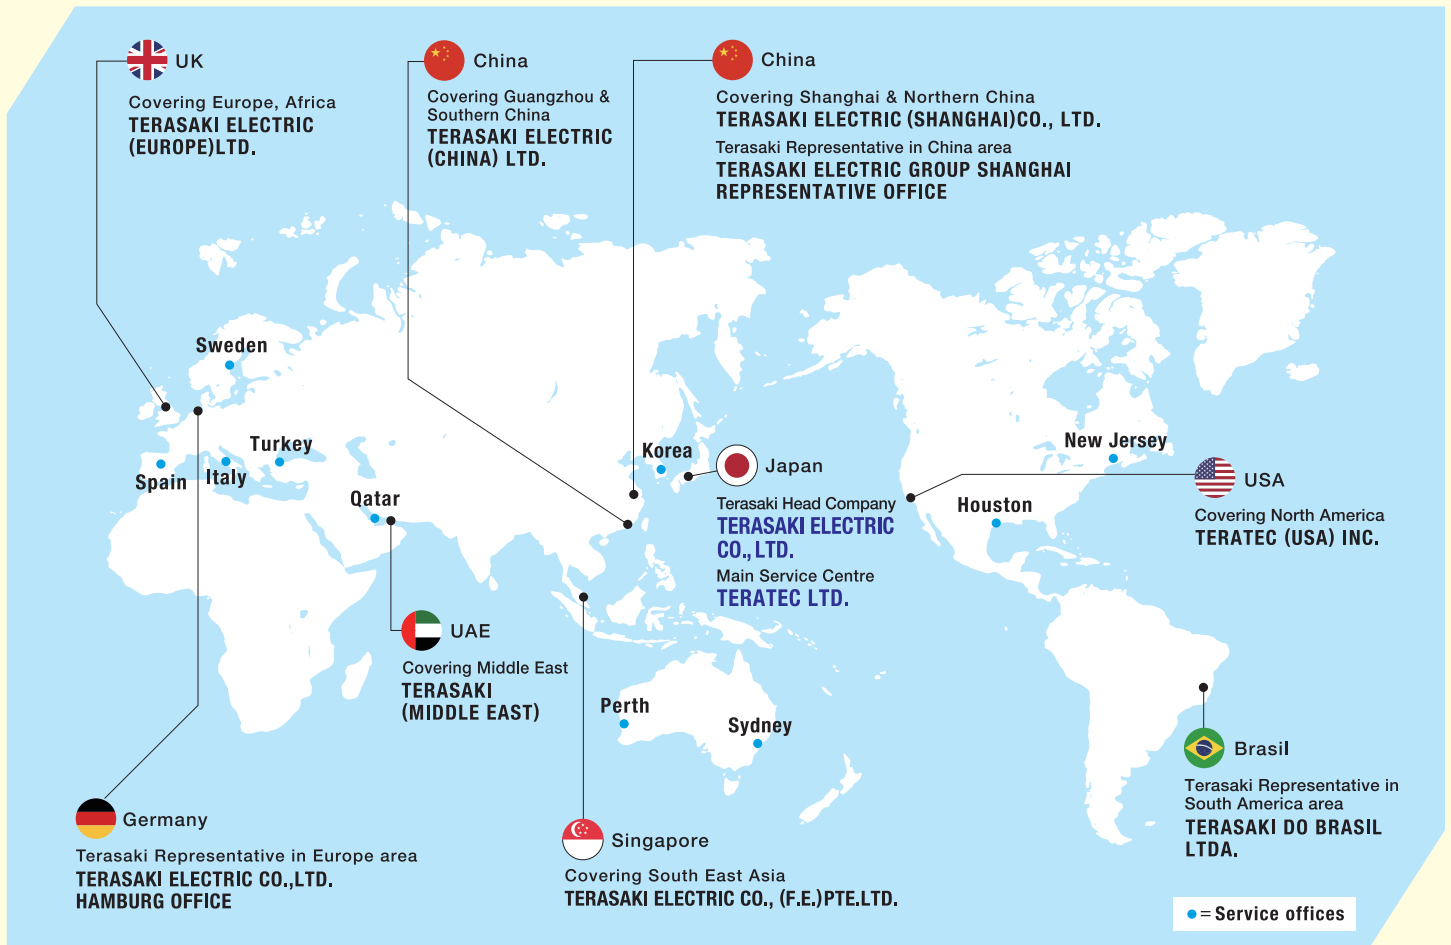 UK
Covering Europe, Africa
TERASAKI ELECTRIC
(EUROPE)LTD.
China
Covering Guangzhou &
Southern China
TERASAKI ELECTRIC
(CHINA) LTD.
China
Covering Shanghai & Northern China
TERASAKI ELECTRIC (SHANGHAI)CO., LTD.
Terasaki Representative in China area
TERASAKI ELECTRIC GROUP SHANGHAI
REPRESENTATIVE OFFICE
Sweden
Spain
Italy
Turkey
Qatar
Korea
Japan
Terasaki Head Company
TERASAKI ELECTRIC
CO., LTD.
Main Service Centre
TERATEC LTD.
New Jersey
Houston
USA
Covering North America
TERATEC (USA) INC.
UAE
Covering Middle East
TERASAKI
(MIDDLE EAST)
Perth
Sydney
Brasil
Terasaki Representative in
South America area
TERASAKI DO BRASIL
LTDA.
Germany
Terasaki Representative in Europe area
TERASAKI ELECTRIC CO.,LTD.
HAMBURG OFFICE
Singapore
Covering South East Asia
TERASAKI ELECTRIC CO., (F.E.)PTE.LTD.
= Service offices